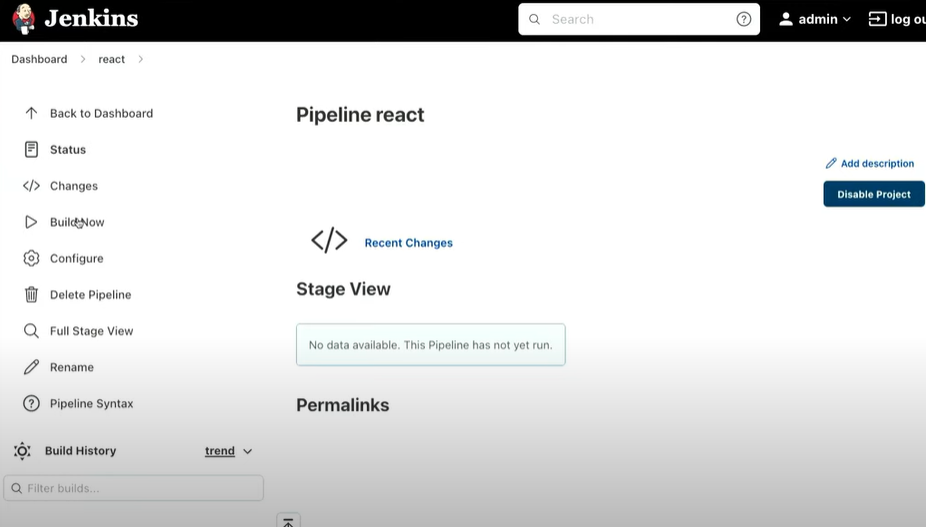 Jenkins
Search
admin
log ou
Dashboard
react
Back to Dashboard
Status
Changes
Build Now
Configure
Delete Pipeline
Full Stage View
Rename
Pipeline Syntax
Build History
trend
Filter builds...
Pipeline react
Add description
Disable Project
</> Recent Changes
Stage View
No data available. This Pipeline has not yet run.
Permalinks